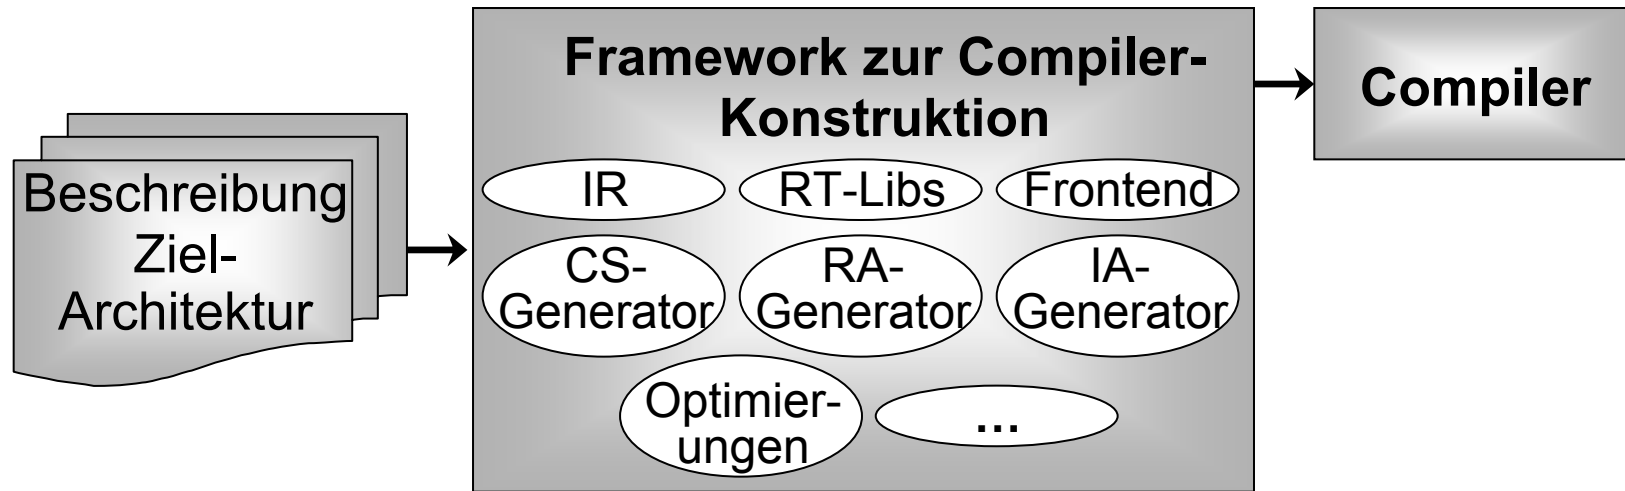 Beschreibung
Ziel-
Architektur
Framework zur Compiler-
Konstruktion
IR
RT-Libs
Frontend
CS-
Generator
RA-
Generator
IA-
Generator
Optimier-
ungen
...
Compiler